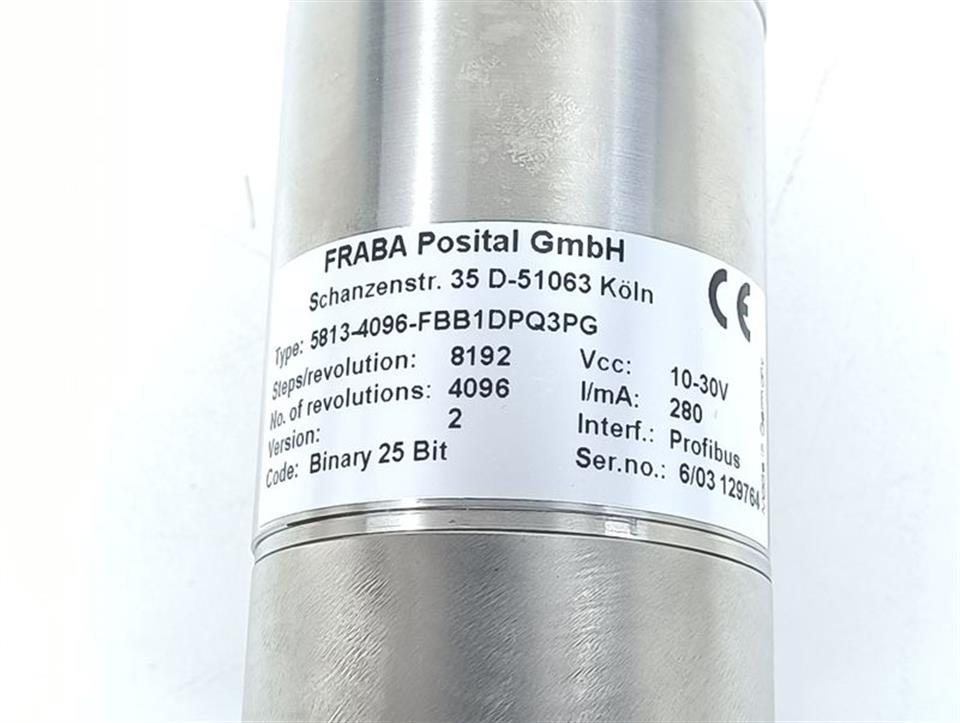 FRABA Posital GmbH
Schanzenstr. 35 D-51063 Köln
CE
Type: 5813-4096-FBB1DPQ3PG
Steps/revolution: 8192
No. of revolutions: 4096
Version: 2
Code: Binary 25 Bit
Vcc: 10-30V
I/mA: 280
Interf.: Profibus
Ser.no.: 6/03 129764